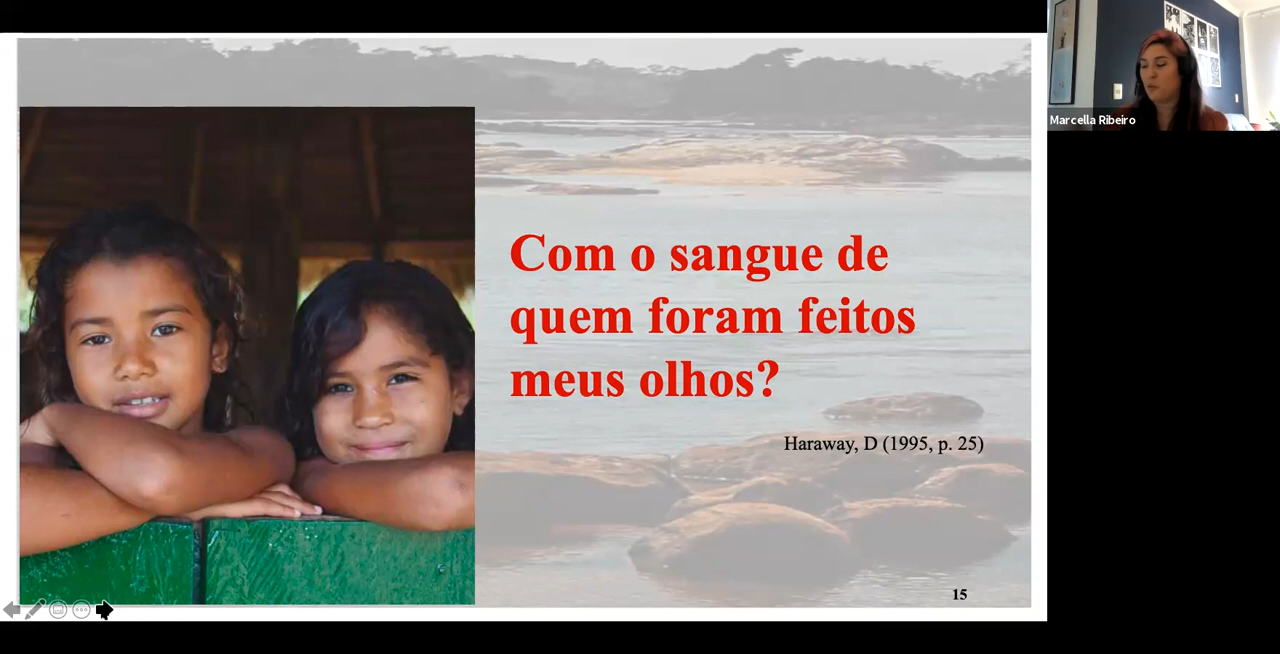 Marcella Ribeiro
Com o sangue de
quem foram feitos
meus olhos?
Haraway, D (1995, p. 25)
15